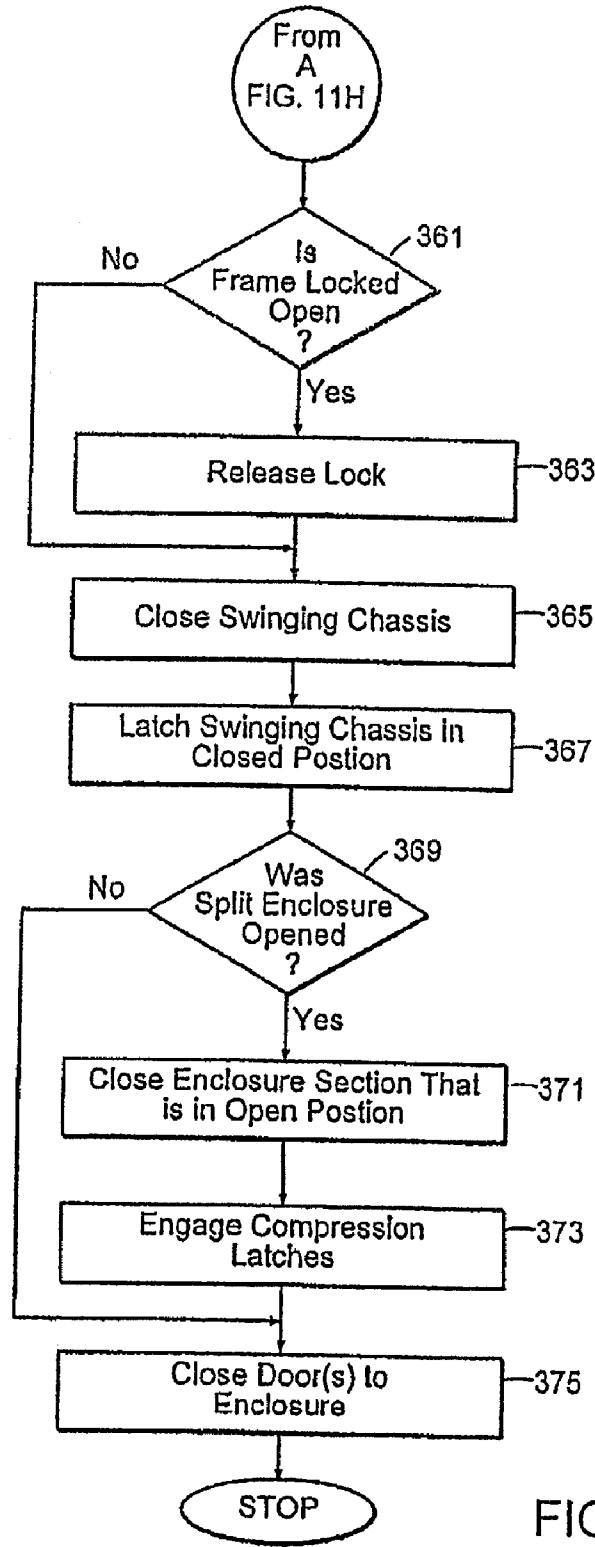 From
A
FIG. 11H
361
Is
Frame Locked
Open
?
No
Yes
Release Lock
363
Close Swinging Chassis
365
Latch Swinging Chassis in
Closed Postion
367
369
Was
Split Enclosure
Opened
?
No
Yes
Close Enclosure Section That
is in Open Postion
371
Engage Compression
Latches
373
Close Door(s) to
Enclosure
375
STOP